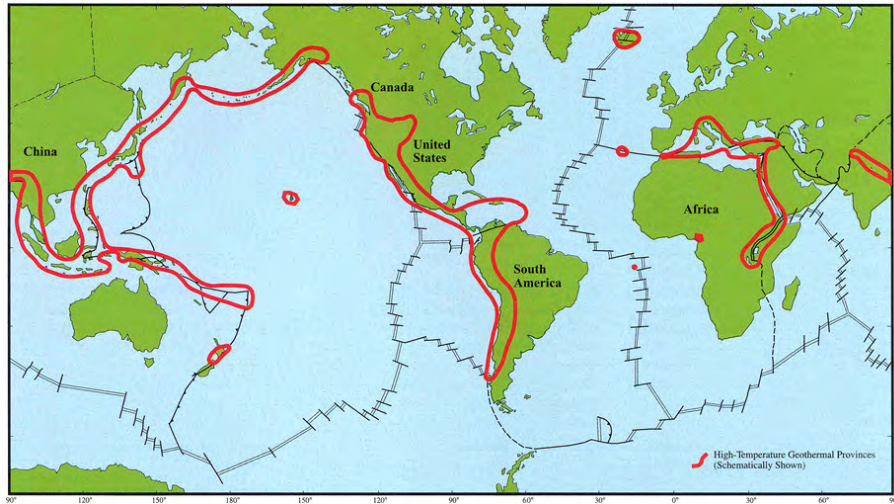 Canada
China
United
States
Africa
South
America
High-Temperature Geothermal Provinces
(Schematically Shown)
90° 120° 150° 180° 150° 120° 90° 60° 30° 0° 30° 60° 90°